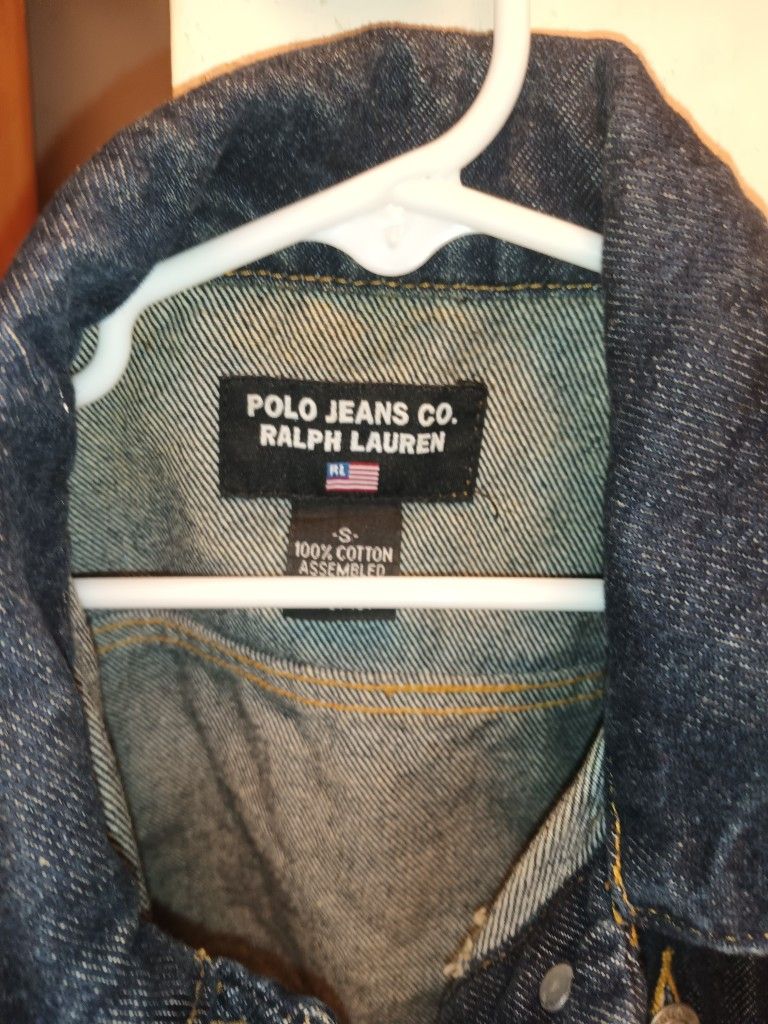 POLO JEANS CO.
RALPH LAUREN
RL
-S-
100% COTTON
ASSEMBLED